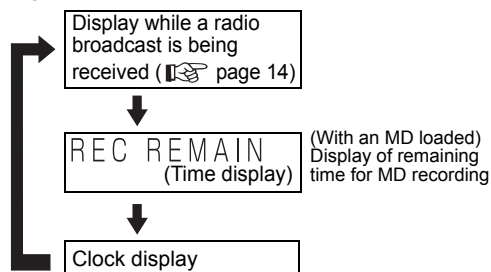 Display while a radio
broadcast is being
received ( page 14)
REC REMAIN
(Time display)
(With an MD loaded)
Display of remaining
time for MD recording
Clock display